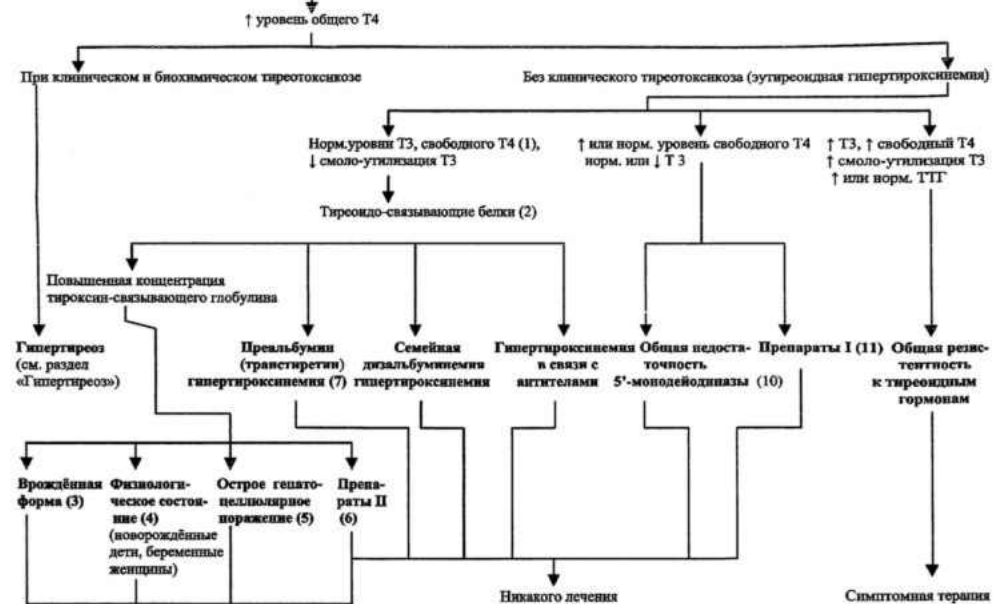 ↑ уровень общего Т4
При клиническом и биохимическом тиреотоксикозе
Без клинического тиреотоксикоза (эутиреоидная гипертироксинемия)
Норм.уровни Т3, свободного Т4 (1),
↓ смоло-утилизация Т3
↑ или норм. уровень свободного Т4
норм. или ↓ Т 3
↑ Т3, ↑ свободный Т4
↑ смоло-утилизация Т3
↑ или норм. ТТГ
Тиреоидо-связывающие белки (2)
Повышенная концентрация
тироксин-связывающего глобулина
Гипертиреоз
(см. раздел
«Гипертиреоз»)
Преальбумин
(транстиретин)
гипертироксинемия (7)
Семейная
дизальбуминемия
гипертироксинемия
Гипертироксинемия
в связи с
антителами
Общая недоста-
точность
5'-монодейодиназы (10)
Препараты I (11)
Общая резис-
тентность
к тиреоидным
гормонам
Врождённая
форма (3)
Физиологи-
ческое состоя-
ние (4)
(новорождённые
дети, беременные
женщины)
Острое гепато-
целлюлярное
поражение (5)
Препа-
раты II
(6)
Никакого лечения
Симптомная терапия